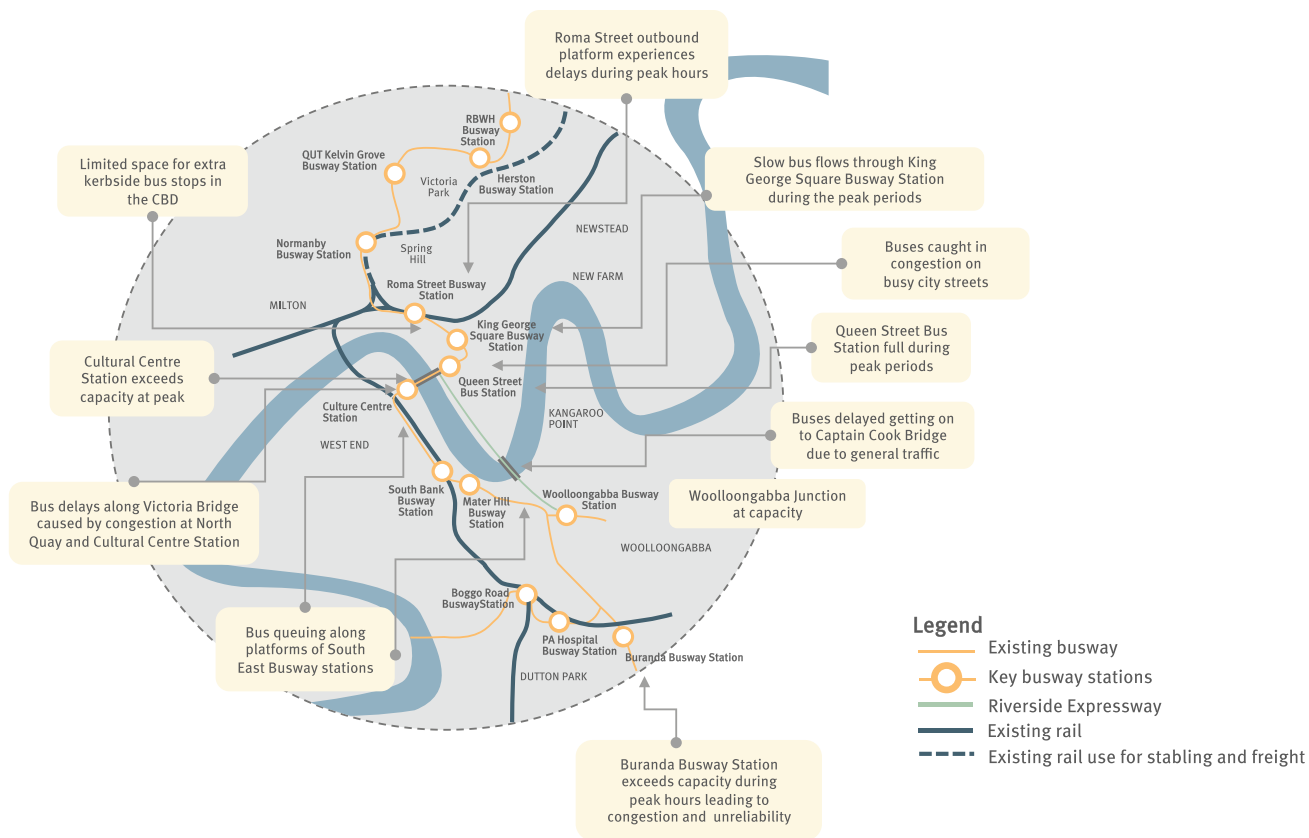 Roma Street outbound
platform experiences
delays during peak hours
RBWH
Busway
Station
QUT Kelvin Grove
Busway Station
Limited space for extra
kerbside bus stops in
the CBD
Slow bus flows through King
George Square Busway Station
during the peak periods
Victoria
Park
Herston
Busway Station
NEWSTEAD
Normanby
Busway Station
Spring
Hill
Buses caught in
congestion on
busy city streets
NEW FARM
Roma Street Busway
Station
MILTON
King George
Square Busway
Station
Queen Street Bus
Station full during
peak periods
Cultural Centre
Station exceeds
capacity at peak
Queen Street
Bus Station
Culture Centre
Station
KANGAROO
POINT
Buses delayed getting on
to Captain Cook Bridge
due to general traffic
WEST END
South Bank
Busway
Station
Mater Hill
Busway
Station
Woolloongabba Busway
Station
Woolloongabba Junction
at capacity
Bus delays along Victoria Bridge
caused by congestion at North
Quay and Cultural Centre Station
WOOLLOONGABBA
Boggo Road
BuswayStation
Bus queuing along
platforms of South
East Busway stations
PA Hospital
Busway Station
Buranda Busway Station
DUTTON PARK
Buranda Busway Station
exceeds capacity during
peak hours leading to
congestion and unreliability
Legend
Existing busway
Key busway stations
Riverside Expressway
Existing rail
Existing rail use for stabling and freight